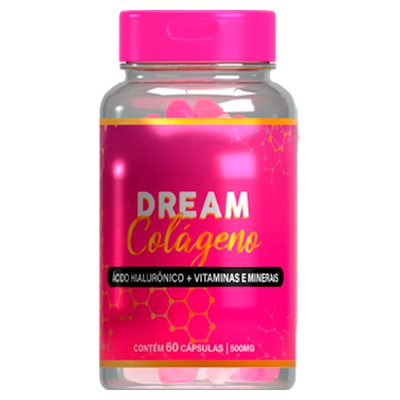 DREAM
Colágeno
ÁCIDO HIALURÔNICO + VITAMINAS E MINERAIS
CONTÉM 60 CÁPSULAS | 500MG